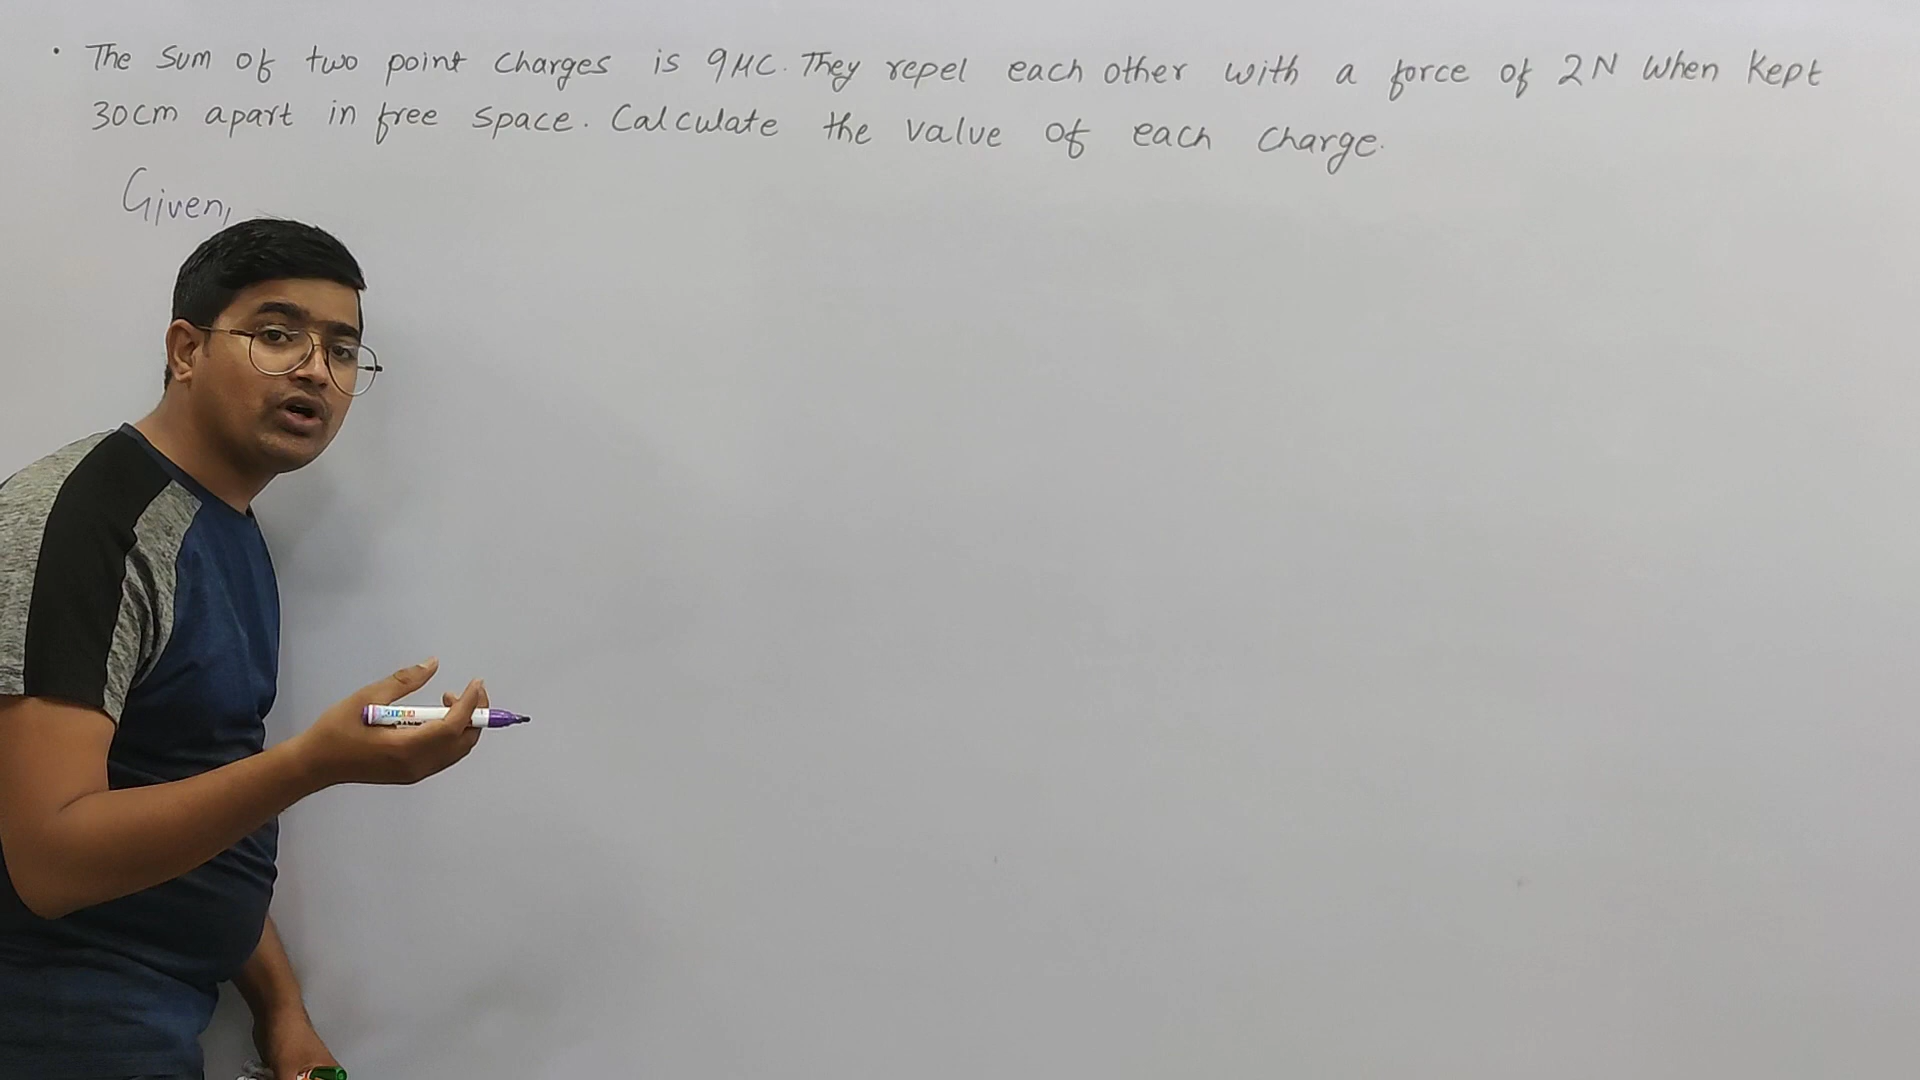 • The sum of two point charges is 9μC. They repel each other with a force of 2N when kept
30cm apart in free space. Calculate the value of each charge.
Given,